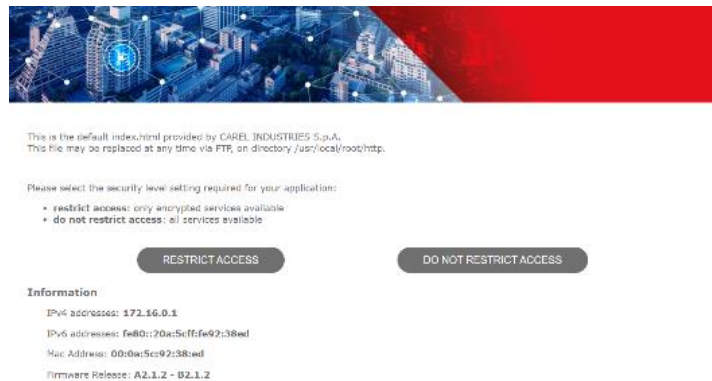 This is the default index.html provided by CAREL INDUSTRIES S.p.A.
This file may be replaced at any time via FTP, on directory /usr/local/root/http.
Please select the security level setting required for your application:
• restrict access: only encrypted services available
• do not restrict access: all services available
RESTRICT ACCESS
DO NOT RESTRICT ACCESS
Information
IPv4 addresses: 172.16.0.1
IPv6 addresses: fe80::20a:5cff:fe92:38ed
Mac Address: 00:0a:5c:92:38:ed
Firmware Release: A2.1.2 - B2.1.2